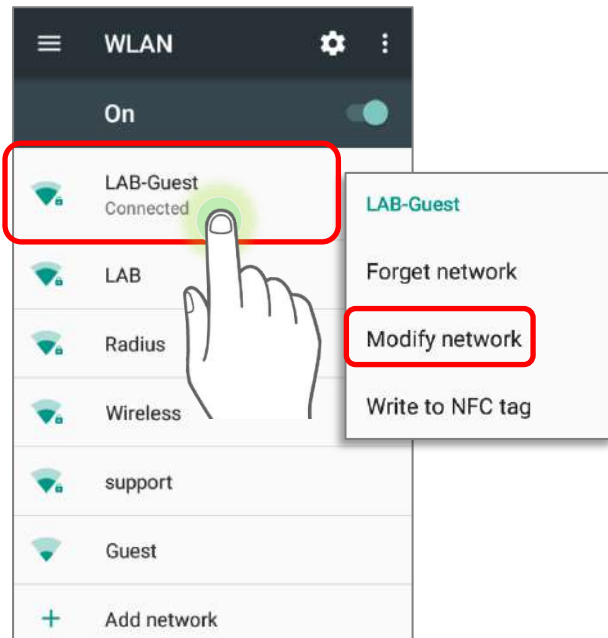 WLAN
On
LAB-Guest
Connected
LAB
Radius
Wireless
support
Guest
Add network
LAB-Guest
Forget network
Modify network
Write to NFC tag